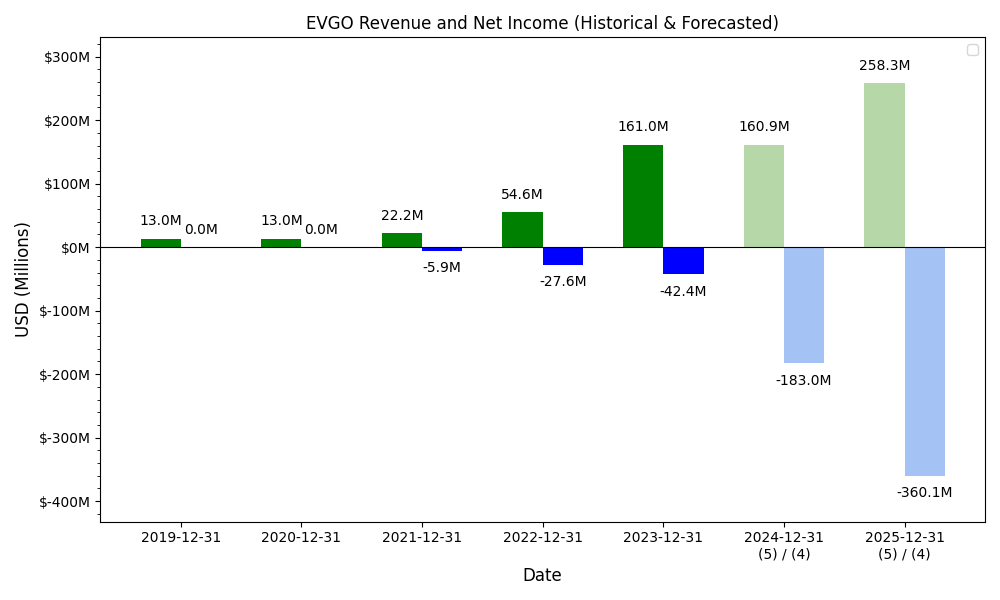 EVGO Revenue and Net Income (Historical & Forecasted)
$300M
$200M
$100M
$0M
$-100M
$-200M
$-300M
$-400M
USD (Millions)
13.0M
0.0M
13.0M
0.0M
22.2M
-5.9M
54.6M
-27.6M
161.0M
-42.4M
160.9M
-183.0M
258.3M
-360.1M
2019-12-31
2020-12-31
2021-12-31
2022-12-31
2023-12-31
2024-12-31
(5) / (4)
2025-12-31
(5) / (4)
Date